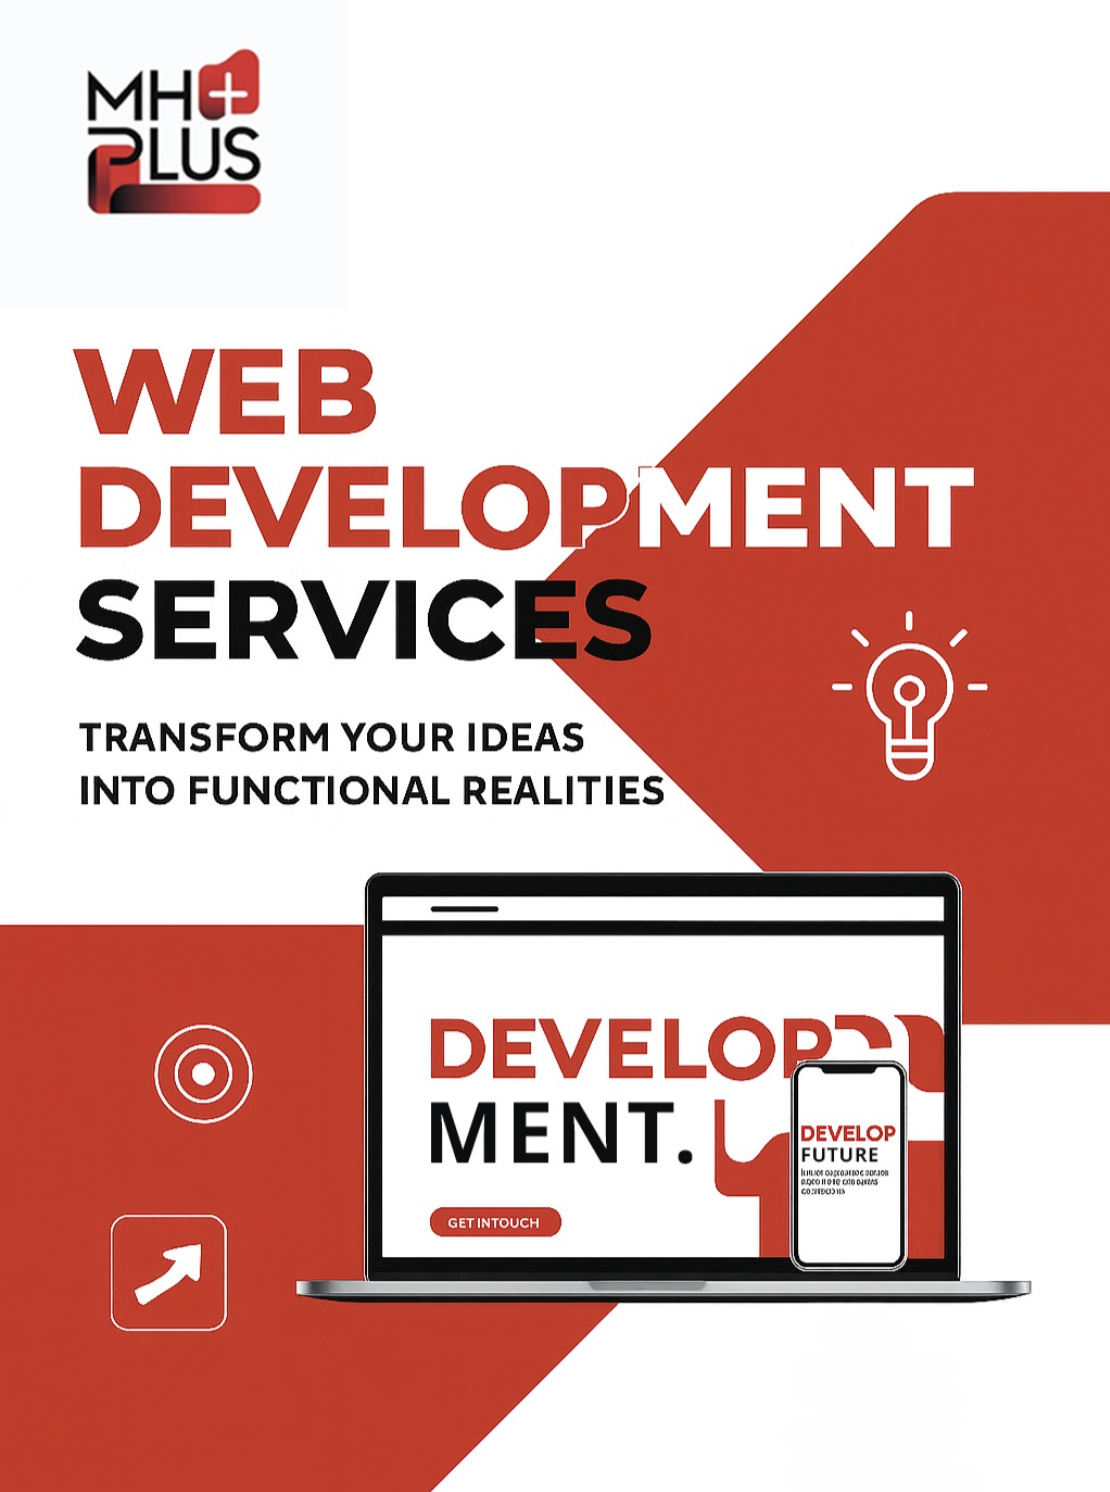 MH+
PLUS
WEB
DEVELOPMENT
SERVICES
TRANSFORM YOUR IDEAS
INTO FUNCTIONAL REALITIES
DEVELOP
MENT.
GET INTOUCH
DEVELOP
FUTURE